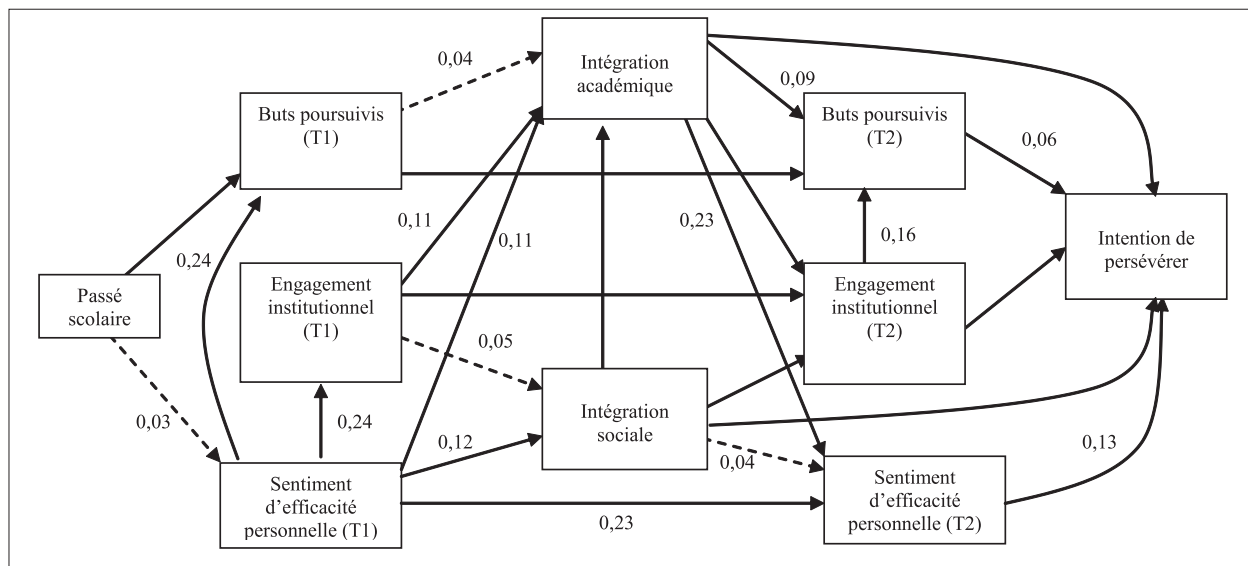 0,04
Intégration
académique
0,09
Buts poursuivis
(T1)
Buts poursuivis
(T2)
0,06
0,11
0,11
0,23
0,16
Intention de
persévérer
0,24
Passé
scolaire
Engagement
institutionnel
(T1)
Engagement
institutionnel
(T2)
0,05
0,03
0,24
0,12
Intégration
sociale
0,04
0,13
Sentiment
d’efficacité
personnelle (T1)
0,23
Sentiment
d’efficacité
personnelle (T2)